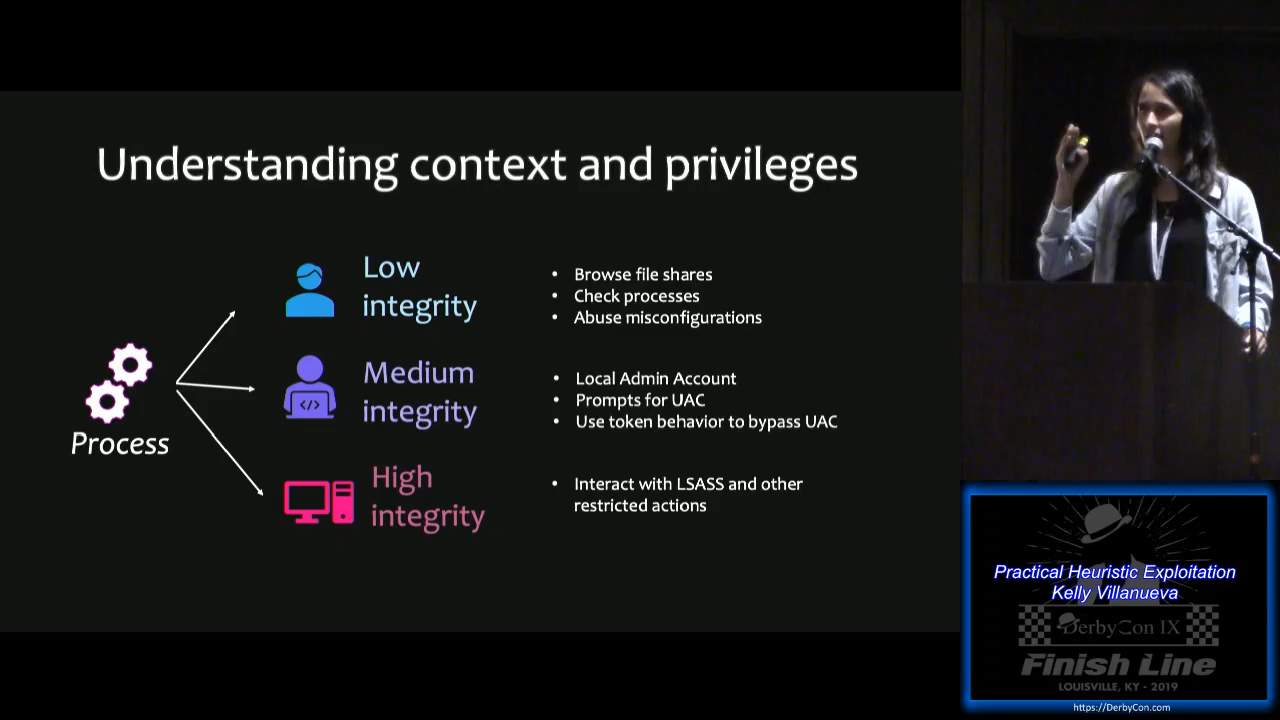 Understanding context and privileges
Low
integrity
• Browse file shares
• Check processes
• Abuse misconfigurations
Medium
integrity
• Local Admin Account
• Prompts for UAC
• Use token behavior to bypass UAC
Process
High
integrity
• Interact with LSASS and other
restricted actions
Practical Heuristic Exploitation
Kelly Villanueva
DerbyCon IX
Finish Line
LOUISVILLE, KY - 2019
https://DerbyCon.com